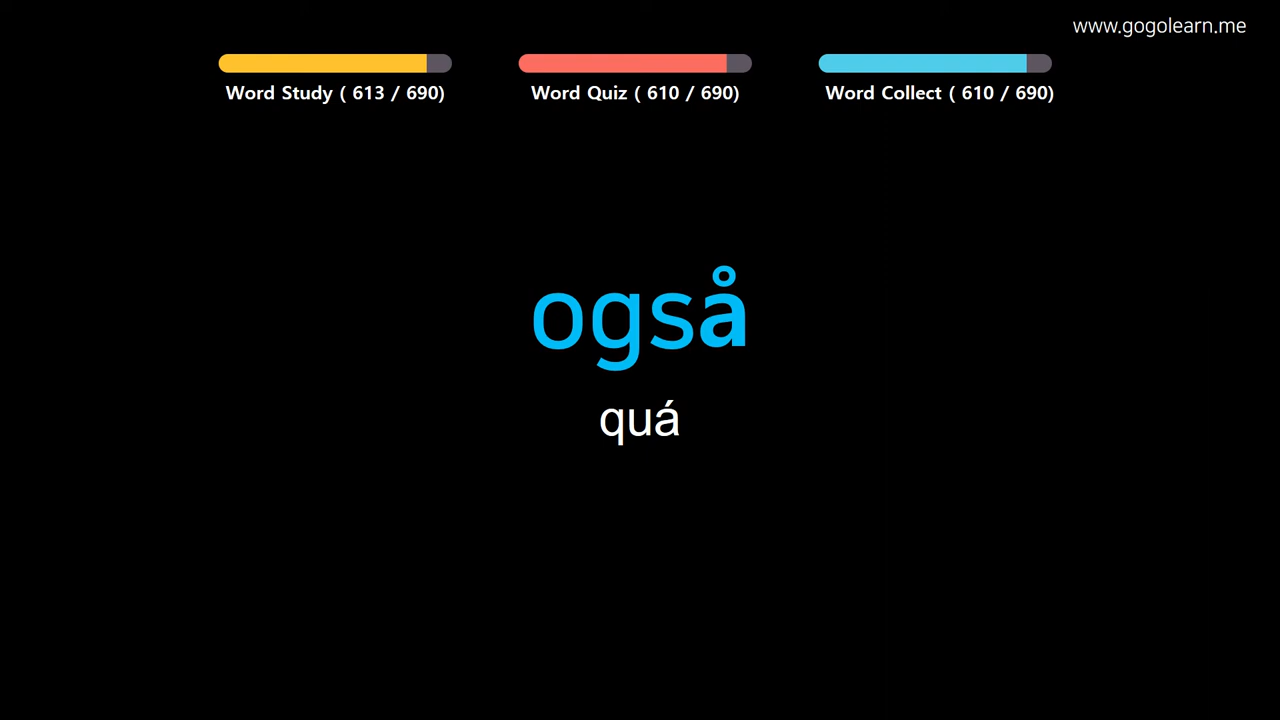 www.gogolearn.me
Word Study ( 613 / 690)
Word Quiz ( 610 / 690)
Word Collect ( 610 / 690)
også
quá